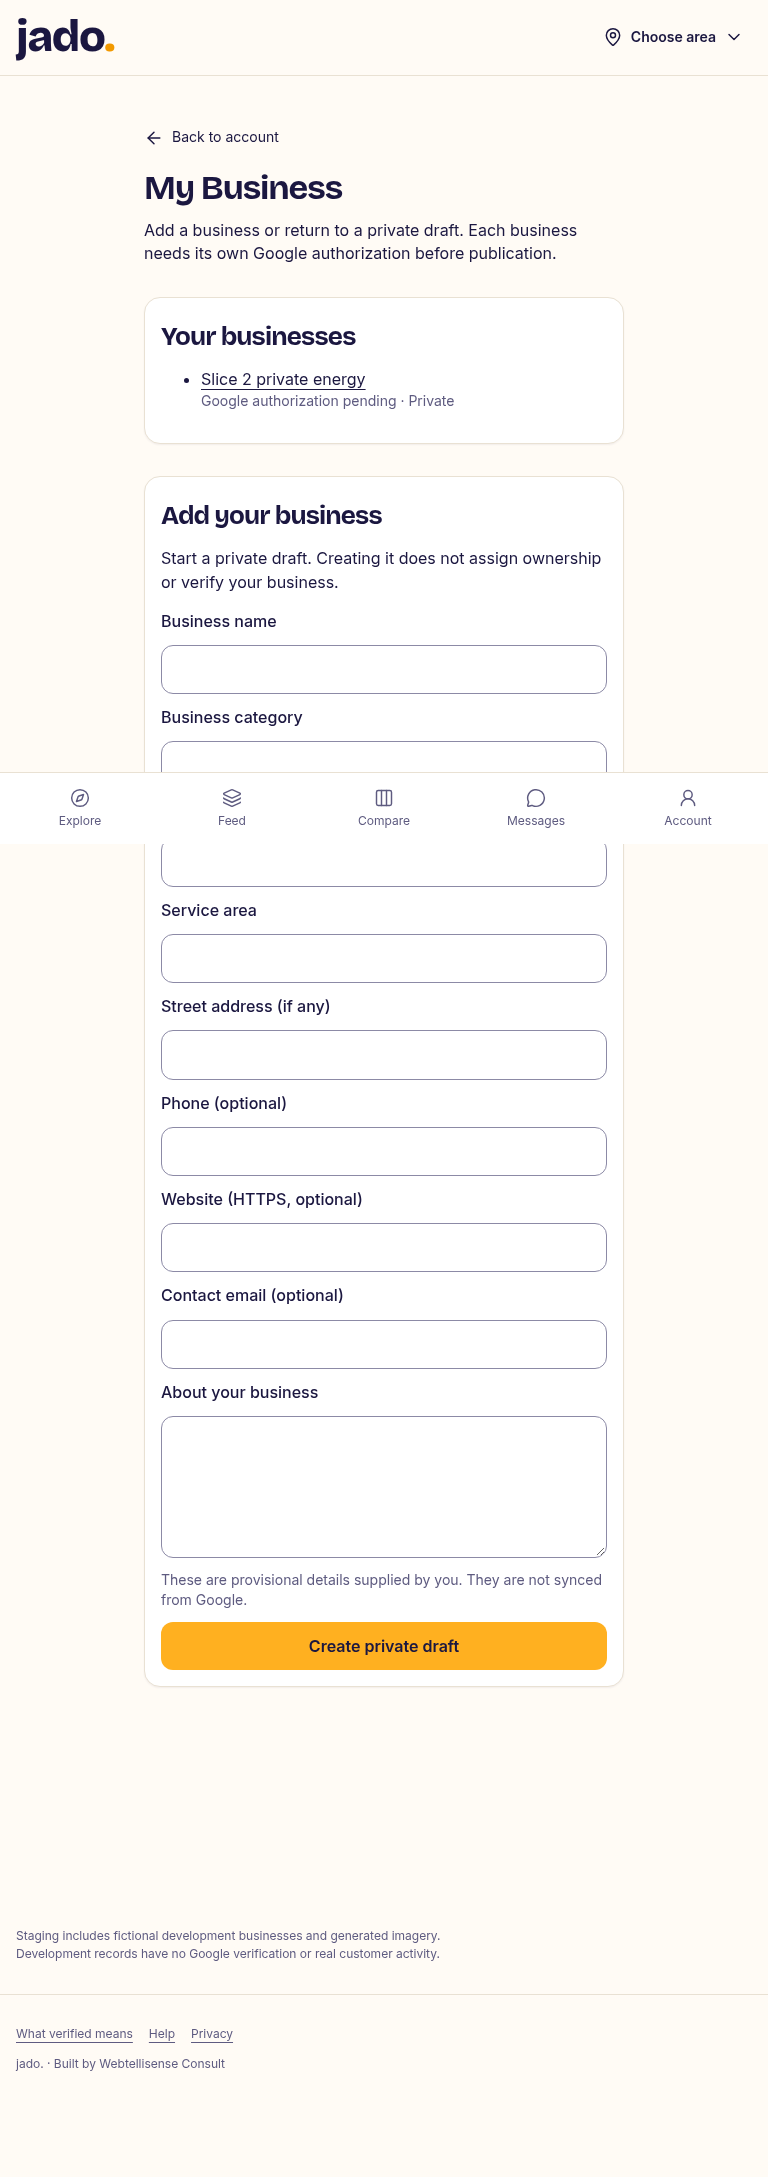 jado.
Choose area
Back to account
My Business
Add a business or return to a private draft. Each business
needs its own Google authorization before publication.
Your businesses
Slice 2 private energy
Google authorization pending · Private
Add your business
Start a private draft. Creating it does not assign ownership
or verify your business.
Business name
Business category
Explore
Feed
Compare
Messages
Account
Service area
Street address (if any)
Phone (optional)
Website (HTTPS, optional)
Contact email (optional)
About your business
These are provisional details supplied by you. They are not synced
from Google.
Create private draft
Staging includes fictional development businesses and generated imagery.
Development records have no Google verification or real customer activity.
What verified means
Help
Privacy
jado. · Built by Webtellisense Consult